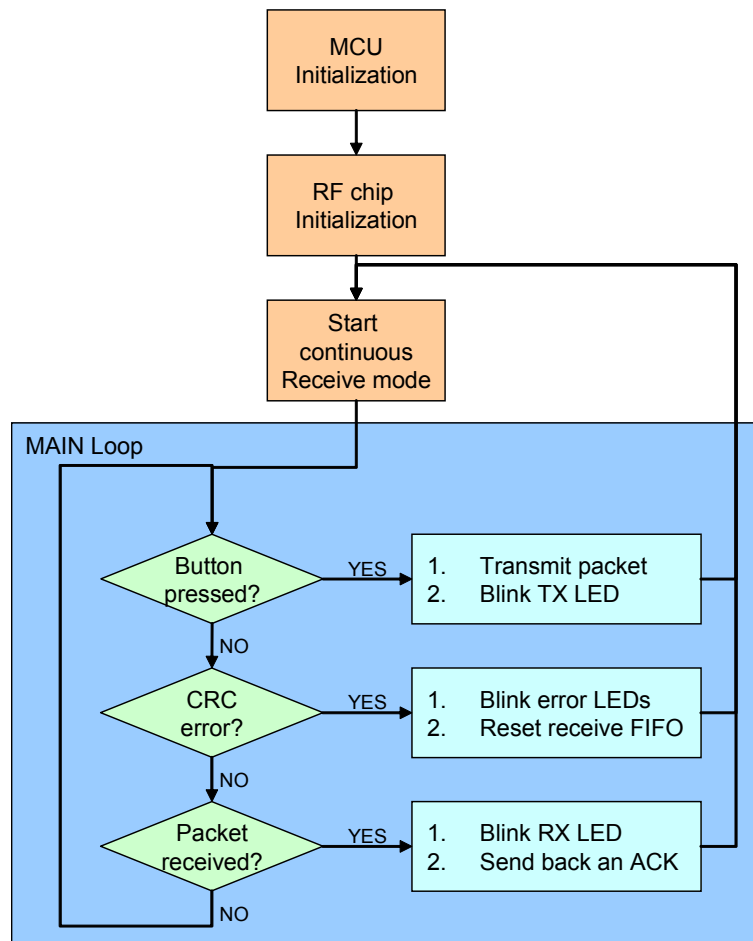 MCU
Initialization
RF chip
Initialization
Start
continuous
Receive mode
MAIN Loop
Button
pressed?
YES
1. Transmit packet
2. Blink TX LED
NO
CRC
error?
YES
1. Blink error LEDs
2. Reset receive FIFO
NO
Packet
received?
YES
1. Blink RX LED
2. Send back an ACK
NO